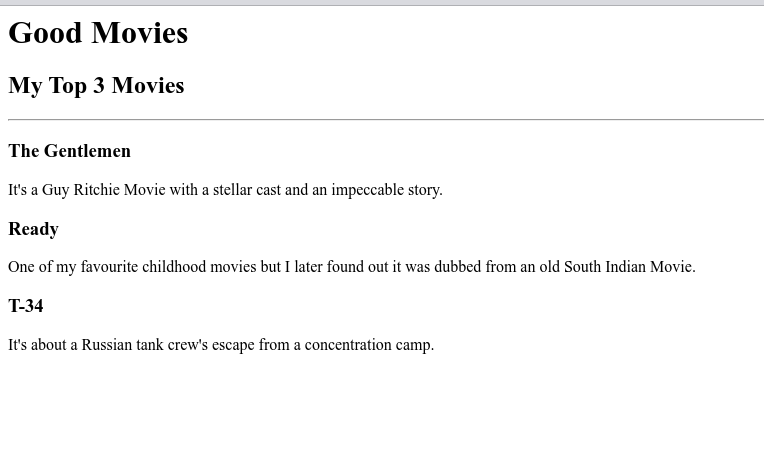 Good Movies
My Top 3 Movies
The Gentlemen
It's a Guy Ritchie Movie with a stellar cast and an impeccable story.
Ready
One of my favourite childhood movies but I later found out it was dubbed from an old South Indian Movie.
T-34
It's about a Russian tank crew's escape from a concentration camp.